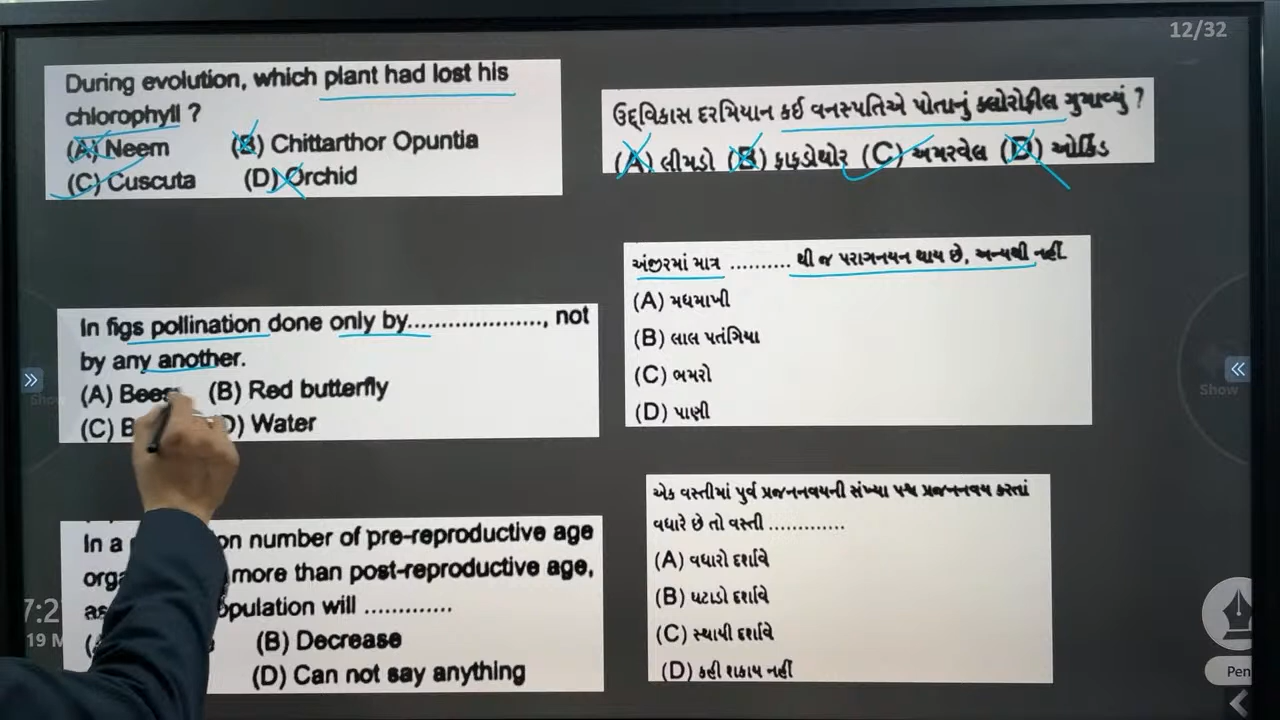 12/32
During evolution, which plant had lost his
chlorophyll ?
(A) Neem (B) Chittarthor Opuntia
(C) Cuscuta (D) Orchid
ઉદ્દવિકાસ દરમિયાન કઈ વનસ્પતિએ પોતાનું ક્લોરોફીલ ગુમાવ્યું ?
(A) લીમડો (B) ફાફડોથોર (C) અમરવેલ (D) ઓર્કિડ
In figs pollination done only by...................., not
by any another.
(A) Bees (B) Red butterfly
(C) (D) Water
અંજીરમાં માત્ર .......... થી જ પરાગનયન થાય છે, અન્યથી નહીં.
(A) મધમાખી
(B) લાલ પતંગિયા
(C) ભમરો
(D) પાણી
In a number of pre-reproductive age
more than post-reproductive age,
will .............
(B) Decrease
(D) Can not say anything
એક વસ્તીમાં પુર્વ પ્રજનનવયની સંખ્યા પશ્ચ પ્રજનનવય કરતાં
વધારે છે તો વસ્તી .............
(A) વધારો દર્શાવે
(B) ઘટાડો દર્શાવે
(C) સ્થાયી દર્શાવે
(D) કહી શકાય નહીં
Show
Show
Pen